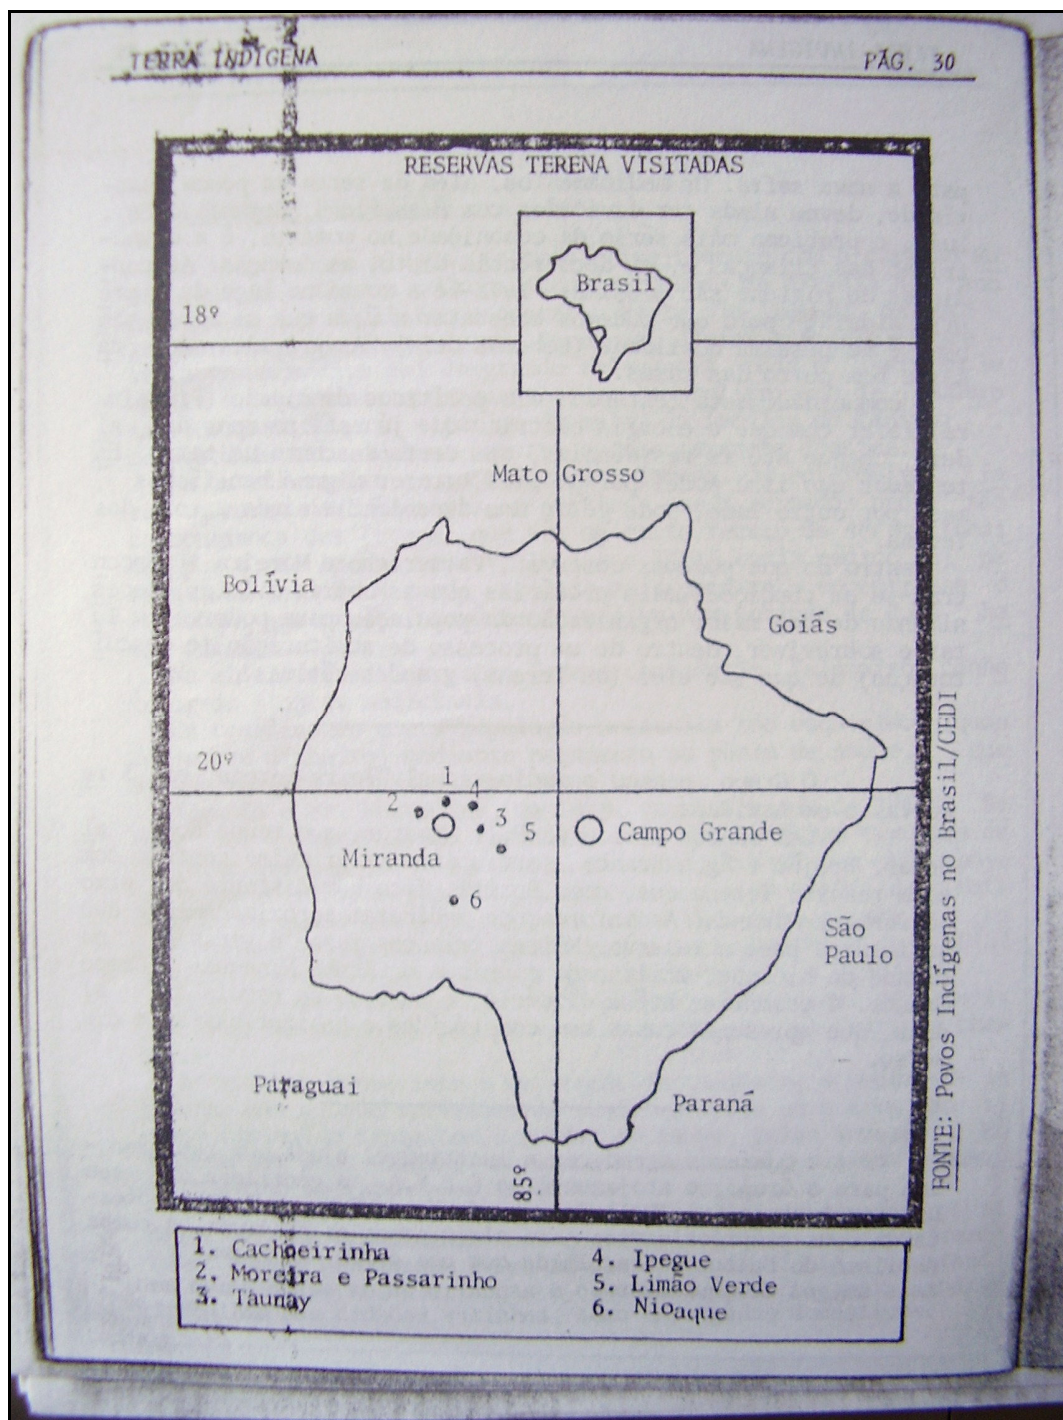 TERRA INDÍGENA
PÁG. 30
RESERVAS TERENA VISITADAS
Brasil
18º
Mato Grosso
Bolívia
Goiás
20º
1
4
2
3
5
Campo Grande
Miranda
6
São
Paulo
Paraguai
Paraná
85º
FONTE: Povos Indígenas no Brasil/CEDI
1. Cachoeirinha
2. Moreira e Passarinho
3. Taunay
4. Ipegue
5. Limão Verde
6. Nioaque